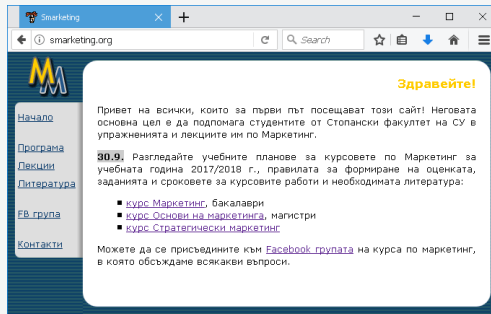 Smarketing
smarketing.org
Search
MM
Здравейте!
Начало
Програма
Лекции
Литература
FB група
Контакти
Привет на всички, които за първи път посещават този сайт! Неговата
основна цел е да подпомага студентите от Стопански факултет на СУ в
упражненията и лекциите им по Маркетинг.
30.9. Разгледайте учебните планове за курсовете по Маркетинг за
учебната година 2017/2018 г., правилата за формиране на оценката,
заданията и сроковете за курсовите работи и необходимата литература:
курс Маркетинг, бакалаври
курс Основи на маркетинга, магистри
курс Стратегически маркетинг
Можете да се присъедините към Facebook групата на курса по маркетинг,
в която обсъждаме всякакви въпроси.